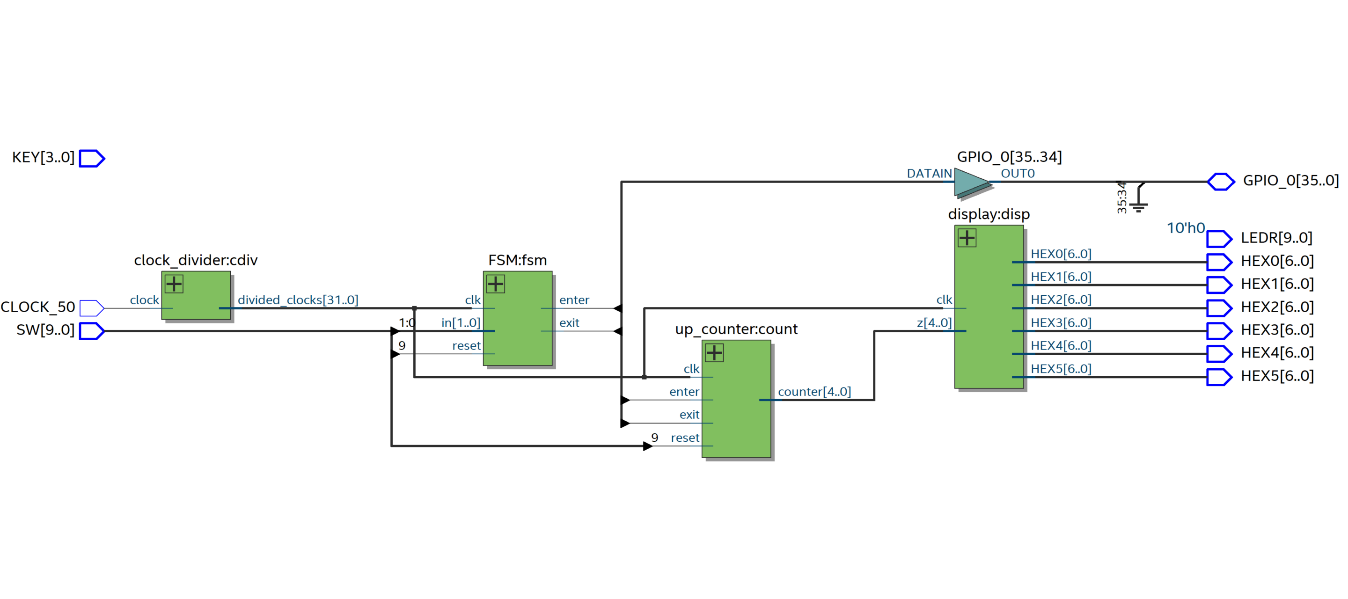 KEY[3..0]
GPIO_0[35..34]
DATAIN
OUT0
GPIO_0[35..0]
35:34
display:disp
10'h0
LEDR[9..0]
HEX0[6..0]
HEX0[6..0]
clock_divider:cdiv
FSM:fsm
HEX1[6..0]
HEX1[6..0]
CLOCK_50
clock
divided_clocks[31..0]
clk
enter
clk
HEX2[6..0]
HEX2[6..0]
SW[9..0]
1:0
in[1..0]
exit
up_counter:count
z[4..0]
HEX3[6..0]
HEX3[6..0]
9
reset
HEX4[6..0]
HEX4[6..0]
clk
HEX5[6..0]
HEX5[6..0]
enter
counter[4..0]
exit
9
reset